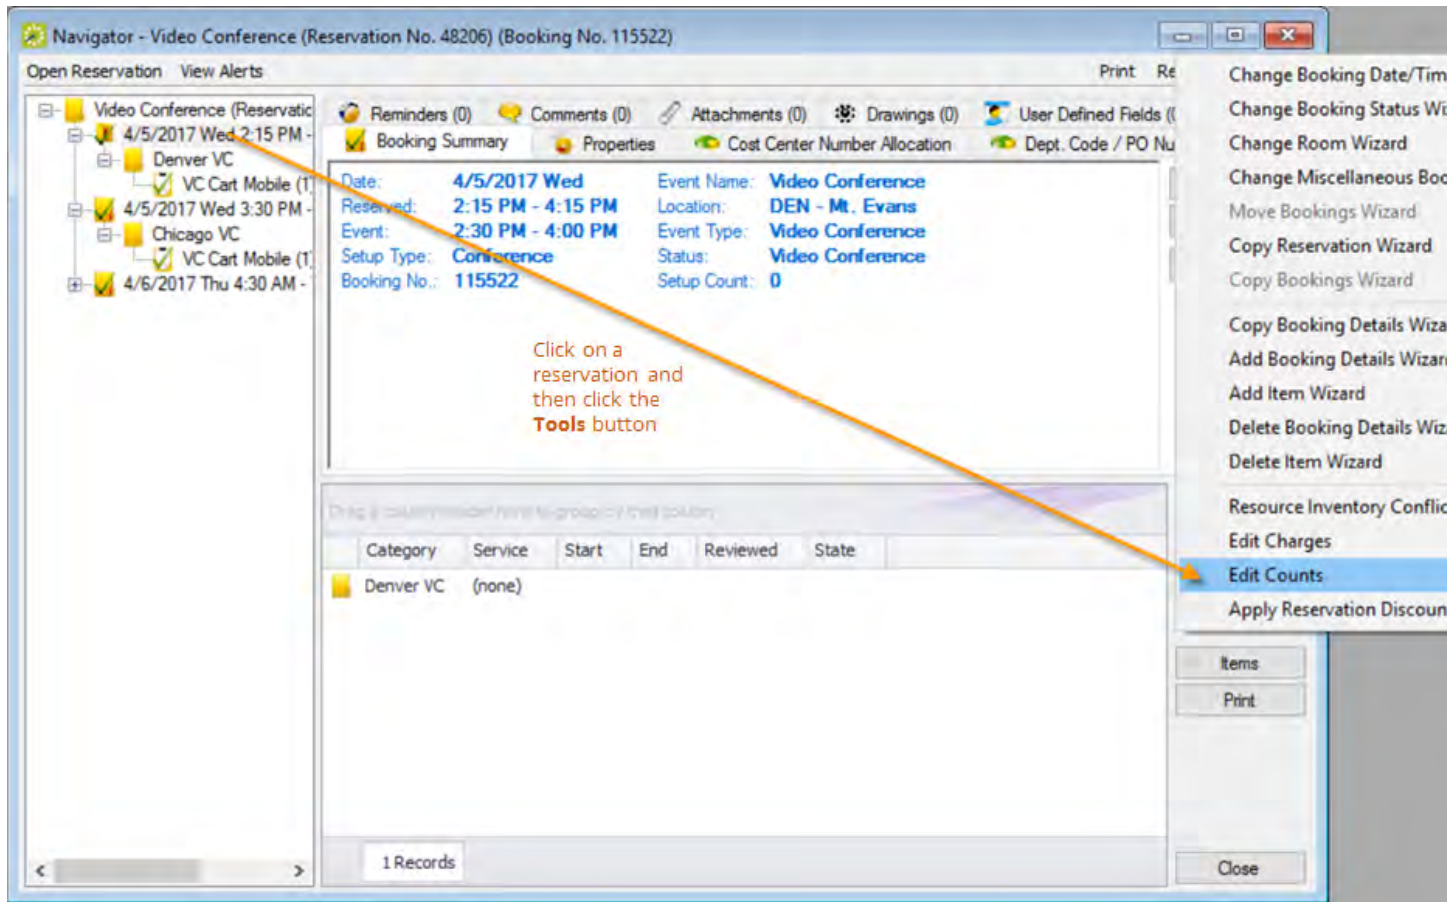 Navigator - Video Conference (Reservation No. 48206) (Booking No. 115522)
Open Reservation View Alerts Print Re
Video Conference (Reservatic
4/5/2017 Wed 2:15 PM -
Denver VC
VC Cart Mobile (1)
4/5/2017 Wed 3:30 PM -
Chicago VC
VC Cart Mobile (1)
4/6/2017 Thu 4:30 AM -
Reminders (0) Comments (0) Attachments (0) Drawings (0) User Defined Fields ((
Booking Summary Properties Cost Center Number Allocation Dept. Code / PO Nu
Date: 4/5/2017 Wed Event Name: Video Conference
Reserved: 2:15 PM - 4:15 PM Location: DEN - Mt. Evans
Event: 2:30 PM - 4:00 PM Event Type: Video Conference
Setup Type: Conference Status: Video Conference
Booking No.: 115522 Setup Count: 0
Click on a
reservation and
then click the
Tools button
Drag a column header here to group by that column
Category Service Start End Reviewed State
Denver VC (none)
1 Records
Change Booking Date/Tim
Change Booking Status Wi
Change Room Wizard
Change Miscellaneous Boo
Move Bookings Wizard
Copy Reservation Wizard
Copy Bookings Wizard
Copy Booking Details Wiza
Add Booking Details Wizar
Add Item Wizard
Delete Booking Details Wiz
Delete Item Wizard
Resource Inventory Conflic
Edit Charges
Edit Counts
Apply Reservation Discoun
Items
Print
Close